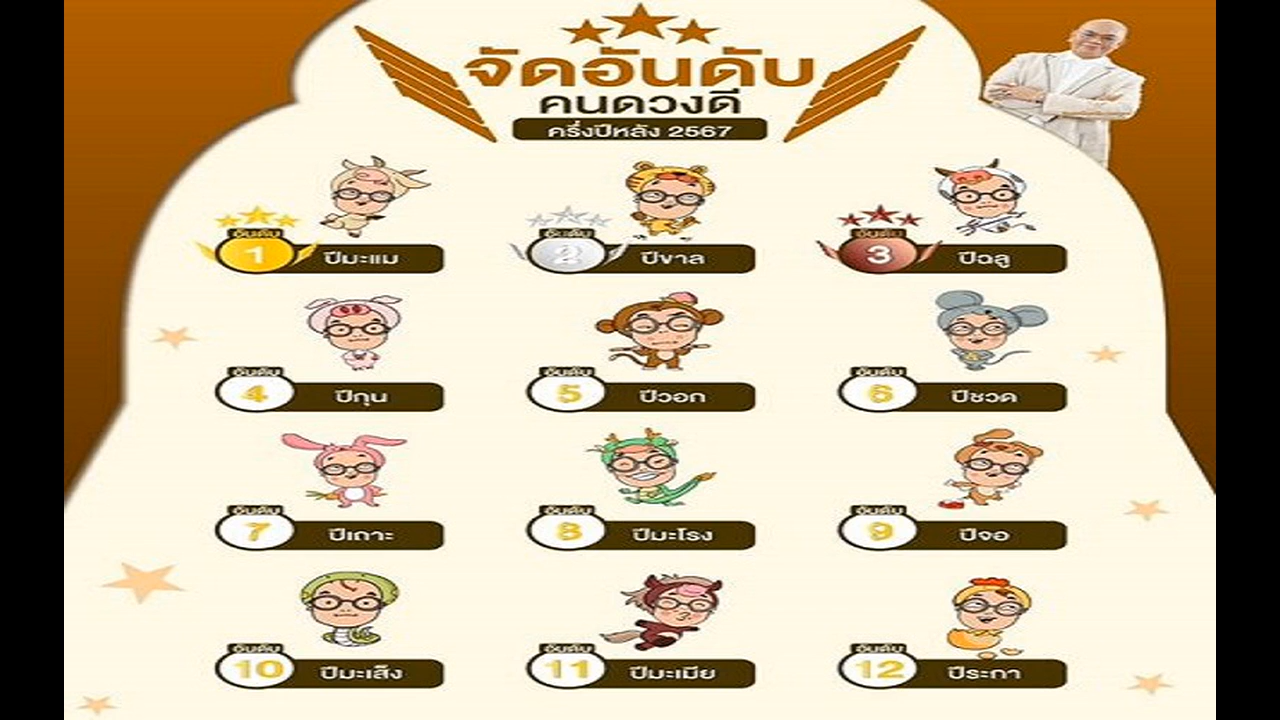 จัดอันดับ
คนดวงดี
ครึ่งปีหลัง 2567
อันดับ 1 ปีมะแม
อันดับ 2 ปีขาล
อันดับ 3 ปีฉลู
อันดับ 4 ปีกุน
อันดับ 5 ปีวอก
อันดับ 6 ปีชวด
อันดับ 7 ปีเถาะ
อันดับ 8 ปีมะโรง
อันดับ 9 ปีจอ
อันดับ 10 ปีมะเส็ง
อันดับ 11 ปีมะเมีย
อันดับ 12 ปีระกา